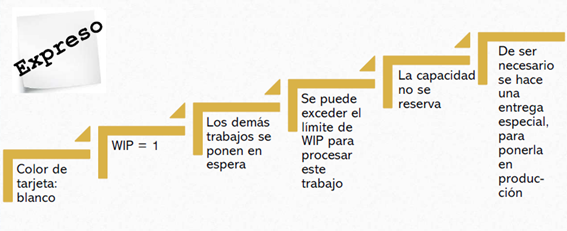 Expreso
Color de
tarjeta:
blanco
WIP = 1
Los demás
trabajos se
ponen en
espera
Se puede
exceder el
límite de
WIP para
procesar
este
trabajo
La capacidad
no se
reserva
De ser
necesario
se hace
una
entrega
especial,
para
ponerla
en
produc-
ción